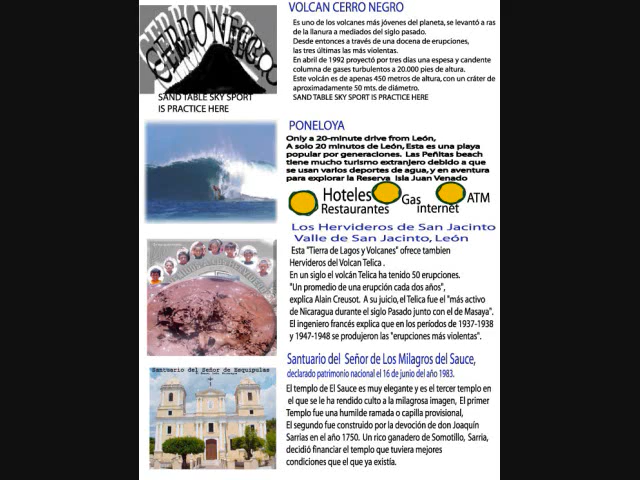 VOLCAN CERRO NEGRO
Es uno de los volcanes más jóvenes del planeta, se levantó a ras
de la llanura a mediados del siglo pasado.
Desde entonces a través de una docena de erupciones,
las tres últimas las más violentas.
En abril de 1992 proyectó por tres días una espesa y candente
columna de gases turbulentos a 20.000 pies de altura.
Este volcán es de apenas 450 metros de altura, con un cráter de
aproximadamente 50 mts. de diámetro.
SAND TABLE SKY SPORT IS PRACTICE HERE
SAND TABLE SKY SPORT
IS PRACTICE HERE
PONELOYA
Only a 20-minute drive from León,
A solo 20 minutos de León, Esta es una playa
popular por generaciones. Las Peñitas beach
tiene mucho turismo extranjero debido a que
se usan varios deportes de agua, y en aventura
para explorar la Reserva Isla Juan Venado
Hoteles
Restaurantes
Gas
internet
ATM
Los Hervideros de San Jacinto
Valle de San Jacinto, León
Esta "Tierra de Lagos y Volcanes" ofrece tambien
Hervideros del Volcan Telica .
En un siglo el volcán Telica ha tenido 50 erupciones.
"Un promedio de una erupción cada dos años",
explica Alain Creusot. A su juicio, el Telica fue el "más activo
de Nicaragua durante el siglo Pasado junto con el de Masaya".
El ingeniero francés explica que en los períodos de 1937-1938
y 1947-1948 se produjeron las "erupciones más violentas".
Santuario del Señor de Los Milagros del Sauce,
declarado patrimonio nacional el 16 de junio del año 1983.
Santuario del Señor de Esquipulas
El templo de El Sauce es muy elegante y es el tercer templo en
el que se le ha rendido culto a la milagrosa imagen, El primer
Templo fue una humilde ramada o capilla provisional,
El segundo fue construido por la devoción de don Joaquín
Sarrias en el año 1750. Un rico ganadero de Somotillo, Sarría,
decidió financiar el templo que tuviera mejores
condiciones que el que ya existía.